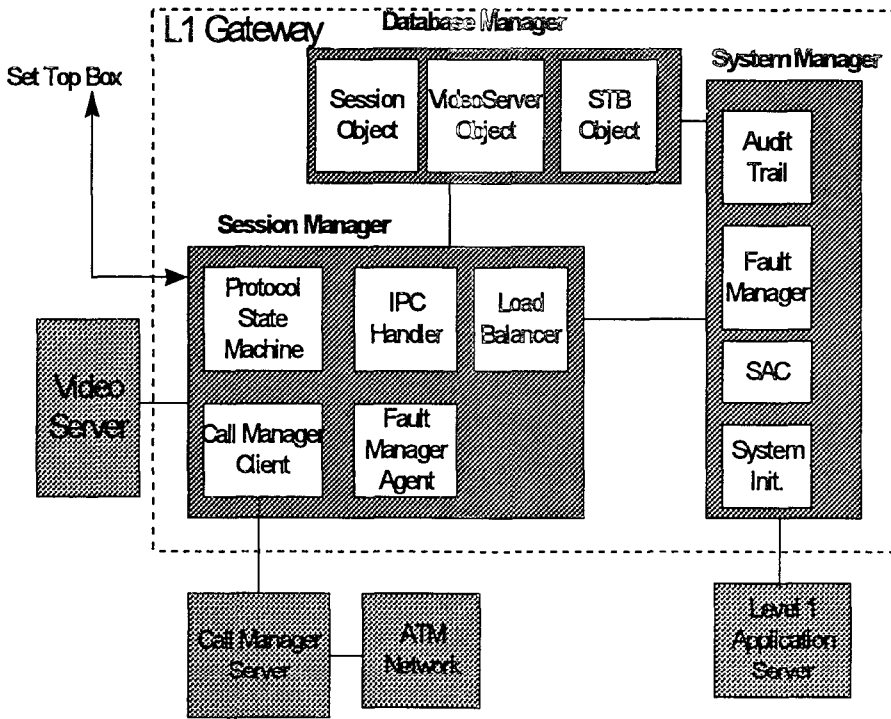 L1 Gateway
Database Manager
System Manager
Set Top Box
Session
Object
VideoServer
Object
STB
Object
Audit
Trail
Session Manager
Protocol
State
Machine
IPC
Handler
Load
Balancer
Fault
Manager
Video
Server
SAC
Call Manager
Client
Fault
Manager
Agent
System
Init.
Call Manager
Server
ATM
Network
Level 1
Application
Server